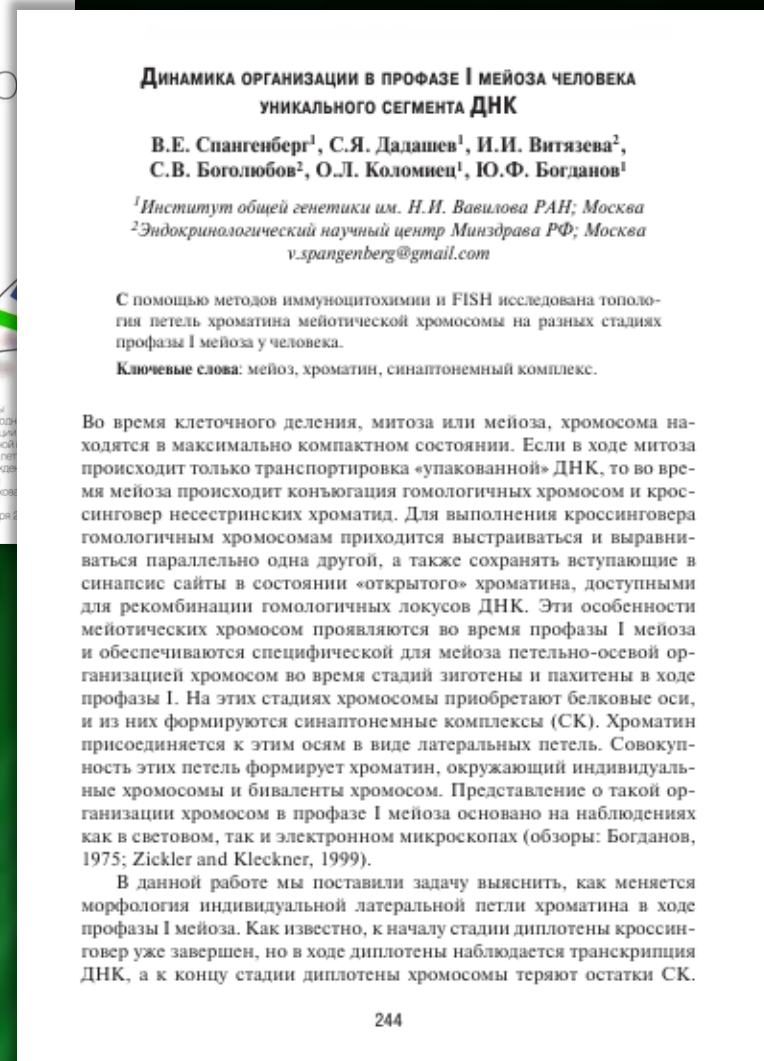 Динамика организации в профазе I мейоза человека
уникального сегмента ДНК
В.Е. Спангенберг¹, С.Я. Дадашев¹, И.И. Витязева²,
С.В. Боголюбов², О.Л. Коломиец¹, Ю.Ф. Богданов¹
¹Институт общей генетики им. Н.И. Вавилова РАН; Москва
²Эндокринологический научный центр Минздрава РФ; Москва
v.spangenberg@gmail.com
С помощью методов иммуноцитохимии и FISH исследована тополо-
гия петель хроматина мейотической хромосомы на разных стадиях
профазы I мейоза у человека.
Ключевые слова: мейоз, хроматин, синаптонемный комплекс.
Во время клеточного деления, митоза или мейоза, хромосома на-
ходятся в максимально компактном состоянии. Если в ходе митоза
происходит только транспортировка «упакованной» ДНК, то во вре-
мя мейоза происходит конъюгация гомологичных хромосом и крос-
синговер несестринских хроматид. Для выполнения кроссинговера
гомологичным хромосомам приходится выстраиваться и выравни-
ваться параллельно одна другой, а также сохранять вступающие в
синапсис сайты в состоянии «открытого» хроматина, доступными
для рекомбинации гомологичных локусов ДНК. Эти особенности
мейотических хромосом проявляются во время профазы I мейоза
и обеспечиваются специфической для мейоза петельно-осевой ор-
ганизацией хромосом во время стадий зиготены и пахитены в ходе
профазы I. На этих стадиях хромосомы приобретают белковые оси,
и из них формируются синаптонемные комплексы (СК). Хроматин
присоединяется к этим осям в виде латеральных петель. Совокуп-
ность этих петель формирует хроматин, окружающий индивидуаль-
ные хромосомы и биваленты хромосом. Представление о такой ор-
ганизации хромосом в профазе I мейоза основано на наблюдениях
как в световом, так и электронном микроскопах (обзоры: Богданов,
1975; Zickler and Kleckner, 1999).
В данной работе мы поставили задачу выяснить, как меняется
морфология индивидуальной латеральной петли хроматина в ходе
профазы I мейоза. Как известно, к началу стадии диплотены кроссин-
говер уже завершен, но в ходе диплотены наблюдается транскрипция
ДНК, а к концу стадии диплотены хромосомы теряют остатки СК.
244